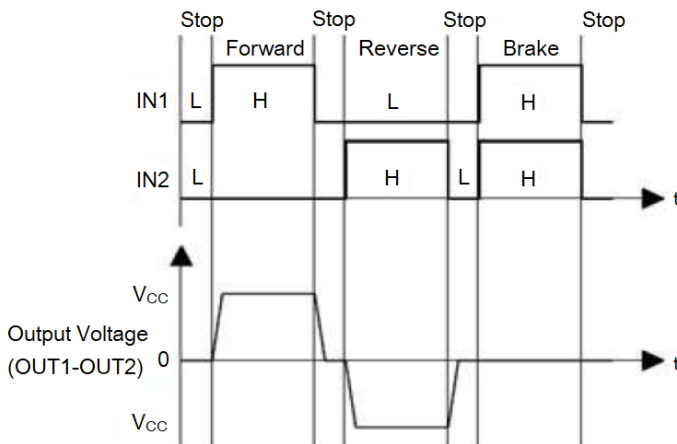 Stop Stop Stop Stop
Forward Reverse Brake
IN1 L H L H
IN2 L H L H
t
VCC
Output Voltage
(OUT1-OUT2) 0 t
VCC